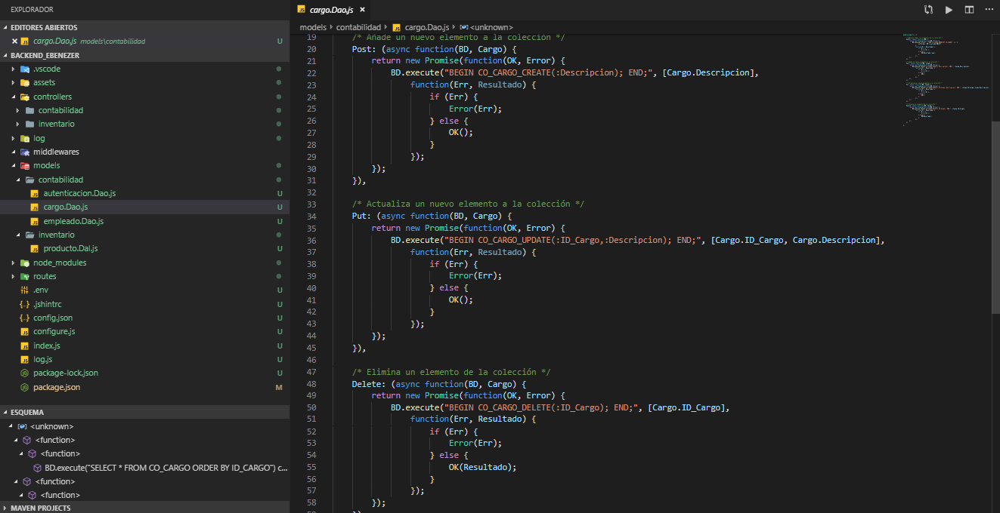 EXPLORADOR
EDITORES ABIERTOS
cargo.Dao.js models\contabilidad U
BACKEND_EBENEZER
.vscode
assets
controllers
contabilidad
inventario
log
middlewares
models
contabilidad
autenticacion.Dao.js U
cargo.Dao.js U
empleado.Dao.js U
inventario
producto.Dal.js U
node_modules
routes
.env U
.jshintrc U
config.json U
configure.js U
index.js U
log.js U
package-lock.json U
package.json M
ESQUEMA
<unknown>
<function>
<function>
BD.execute("SELECT * FROM CO_CARGO ORDER BY ID_CARGO") c...
<function>
<function>
MAVEN PROJECTS
cargo.Dao.js
models contabilidad cargo.Dao.js <unknown>
19 /* Añade un nuevo elemento a la colección */
20 Post: (async function(BD, Cargo) {
21 return new Promise(function(OK, Error) {
22 BD.execute("BEGIN CO_CARGO_CREATE(:Descripcion); END;", [Cargo.Descripcion],
23 function(Err, Resultado) {
24 if (Err) {
25 Error(Err);
26 } else {
27 OK();
28 }
29 });
30 });
31 }),
32
33 /* Actualiza un nuevo elemento a la colección */
34 Put: (async function(BD, Cargo) {
35 return new Promise(function(OK, Error) {
36 BD.execute("BEGIN CO_CARGO_UPDATE(:ID_Cargo,:Descripcion); END;", [Cargo.ID_Cargo, Cargo.Descripcion],
37 function(Err, Resultado) {
38 if (Err) {
39 Error(Err);
40 } else {
41 OK();
42 }
43 });
44 });
45 }),
46
47 /* Elimina un elemento de la colección */
48 Delete: (async function(BD, Cargo) {
49 return new Promise(function(OK, Error) {
50 BD.execute("BEGIN CO_CARGO_DELETE(:ID_Cargo); END;", [Cargo.ID_Cargo],
51 function(Err, Resultado) {
52 if (Err) {
53 Error(Err);
54 } else {
55 OK(Resultado);
56 }
57 });
58 });